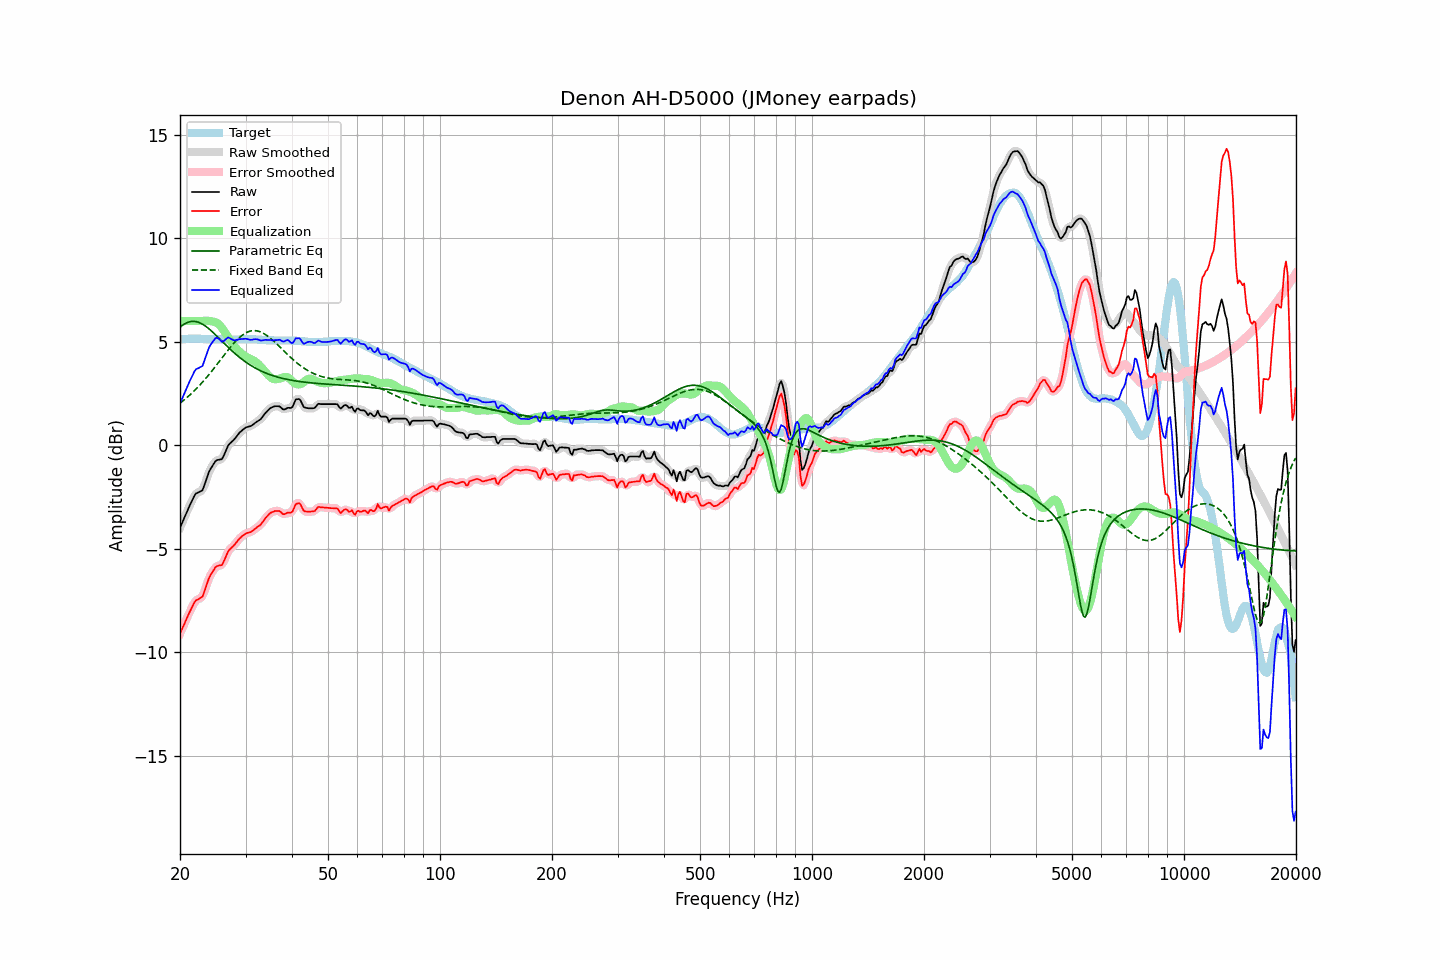 Denon AH-D5000 (JMoney earpads)
Target
Raw Smoothed
Error Smoothed
Raw
Error
Equalization
Parametric Eq
Fixed Band Eq
Equalized
15
10
5
0
−5
−10
−15
Amplitude (dBr)
20
50
100
200
500
1000
2000
5000
10000
20000
Frequency (Hz)